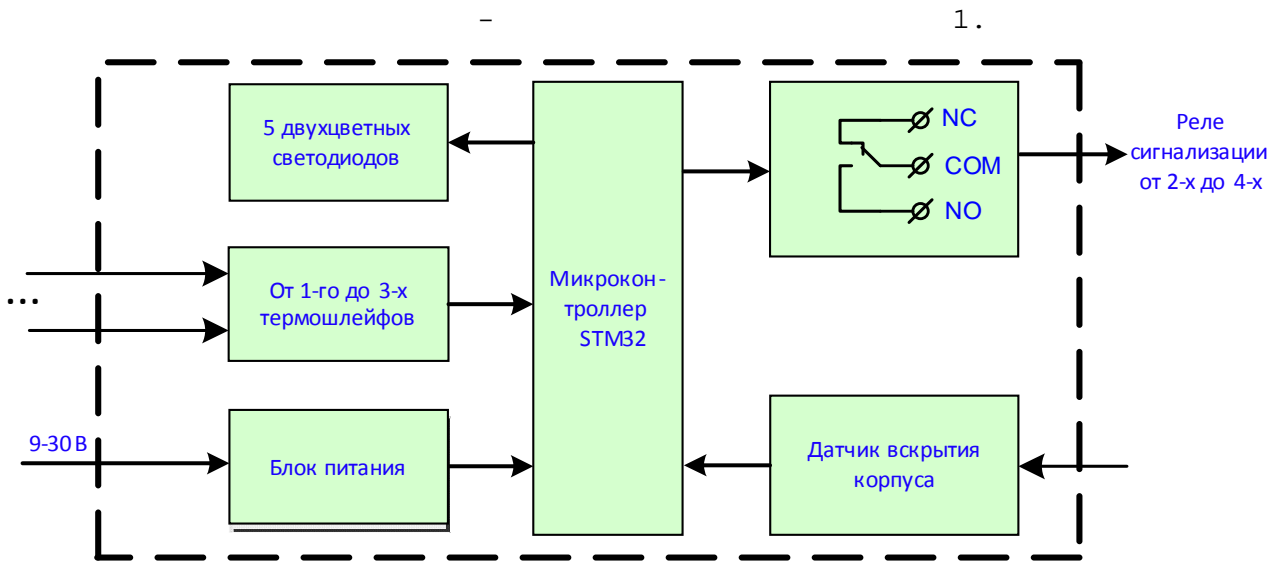 - 1.
5 двухцветных
светодиодов
NC
COM
NO
Реле
сигнализации
от 2-х до 4-х
...
От 1-го до 3-х
термошлейфов
Микрокон-
троллер
STM32
9-30 В
Блок питания
Датчик вскрытия
корпуса